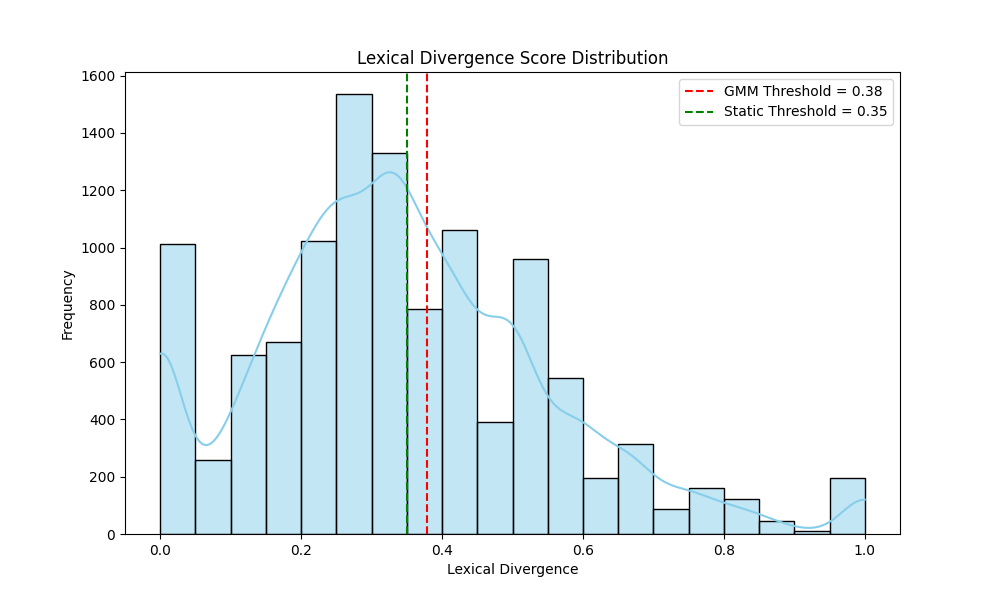 Lexical Divergence Score Distribution
GMM Threshold = 0.38
Static Threshold = 0.35
Frequency
1600
1400
1200
1000
800
600
400
200
0
0.0 0.2 0.4 0.6 0.8 1.0
Lexical Divergence